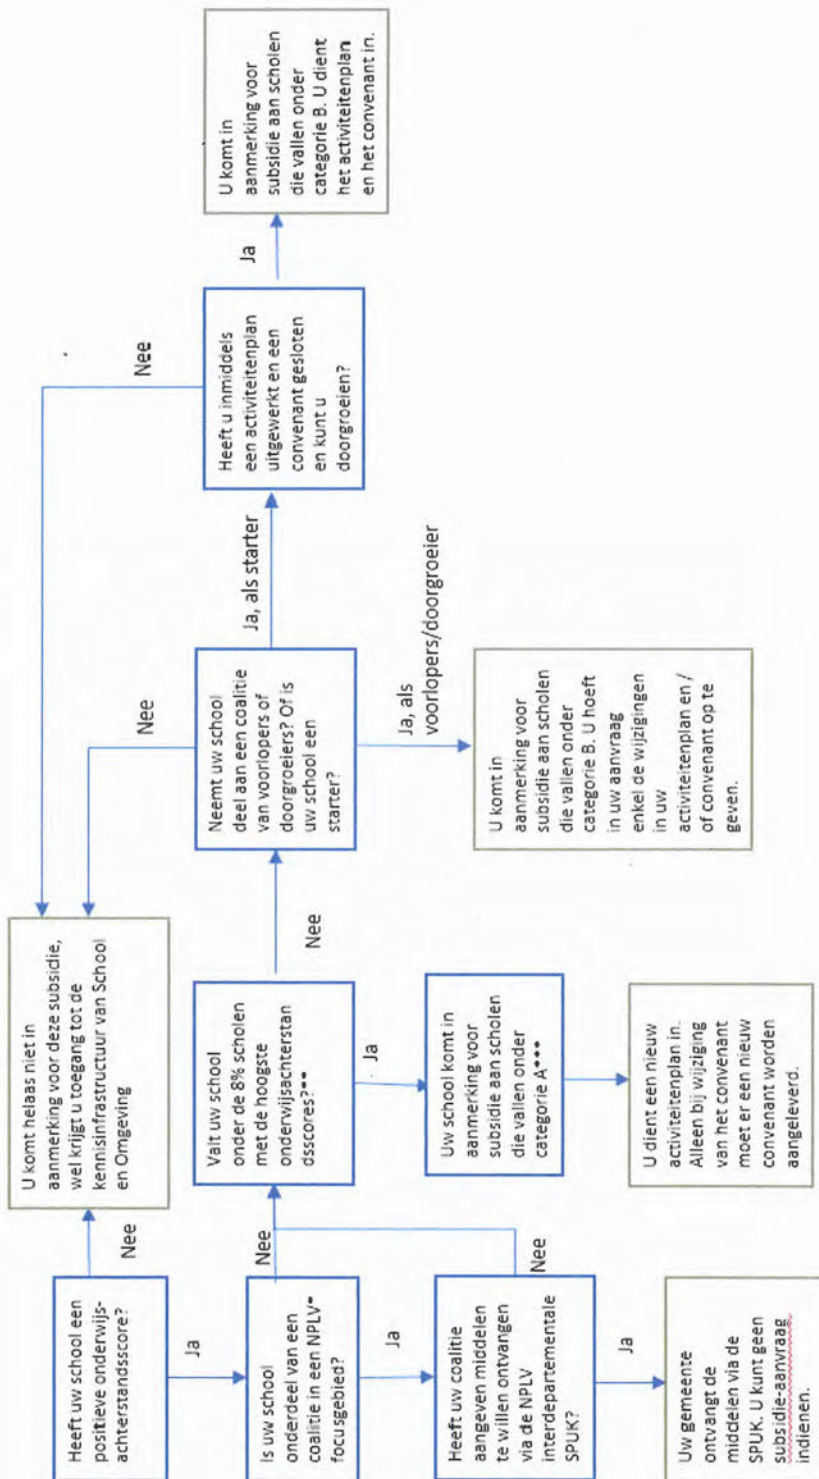 Heeft uw school een
positieve onderwijs-
achterstandsscore?
Nee
U komt helaas niet in
aanmerking voor deze subsidie,
wel krijgt u toegang tot de
kennisinfrastructuur van School
en Omgeving
Ja
Is uw school
onderdeel van een
coalitie in een NPLV*
focusgebied?
Nee
Ja
Heeft uw coalitie
aangeven middelen
te willen ontvangen
via de NPLV
interdepartementale
SPUK?
Nee
Ja
Uw gemeente
ontvangt de
middelen via de
SPUK. U kunt geen
subsidie-aanvraag
indienen.
Valt uw school
onder de 8% scholen
met de hoogste
onderwijsachterstan
dsscores?**
Ja
Uw school komt in
aanmerking voor
subsidie aan scholen
die vallen onder
categorie A***
U dient een nieuw
activiteitenplan in.
Alleen bij wijziging
van het convenant
moet er een nieuw
convenant worden
aangeleverd.
Nee
Neemt uw school
deel aan een coalitie
van voorlopers of
doorgroeiers? Of is
uw school een
starter?
Nee
Ja, als
voorlopers/doorgroeier
U komt in
aanmerking voor
subsidie aan scholen
die vallen onder
categorie B. U hoeft
in uw aanvraag
enkel de wijzigingen
in uw
activiteitenplan en /
of convenant op te
geven.
Ja, als starter
Heeft u inmiddels
een activiteitenplan
uitgewerkt en een
convenant gesloten
en kunt u
doorgroeien?
Nee
Ja
U komt in
aanmerking voor
subsidie aan scholen
die vallen onder
categorie B. U dient
het activiteitenplan
en het convenant in.